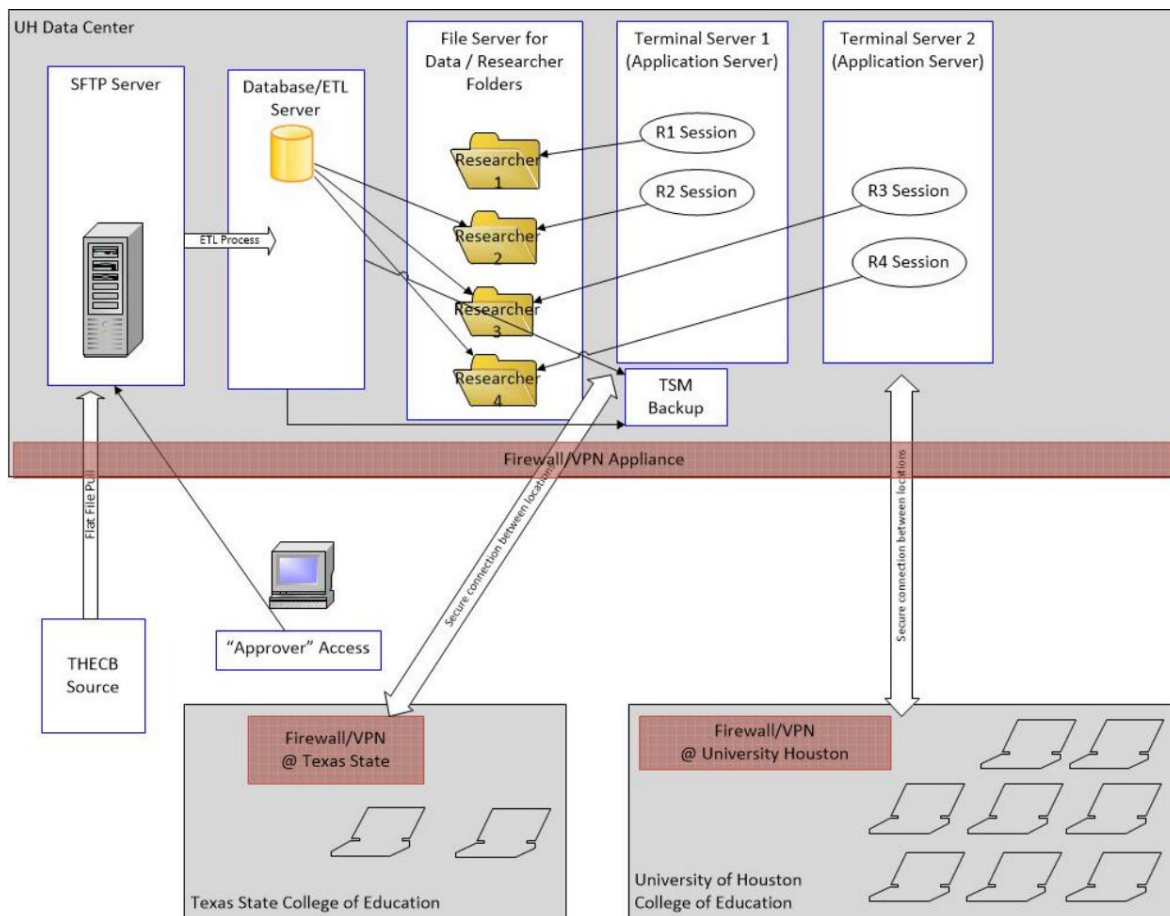 UH Data Center
SFTP Server
Database/ETL
Server
File Server for
Data / Researcher
Folders
Terminal Server 1
(Application Server)
Terminal Server 2
(Application Server)
R1 Session
Researcher
1
R2 Session
R3 Session
Researcher
2
ETL Process
R4 Session
Researcher
3
Researcher
4
TSM
Backup
Firewall/VPN Appliance
Flat File Pull
Secure connection between locations
Secure connection between locations
"Approver" Access
THECB
Source
Firewall/VPN
@ Texas State
Firewall/VPN
@ University Houston
Texas State College of Education
University of Houston
College of Education